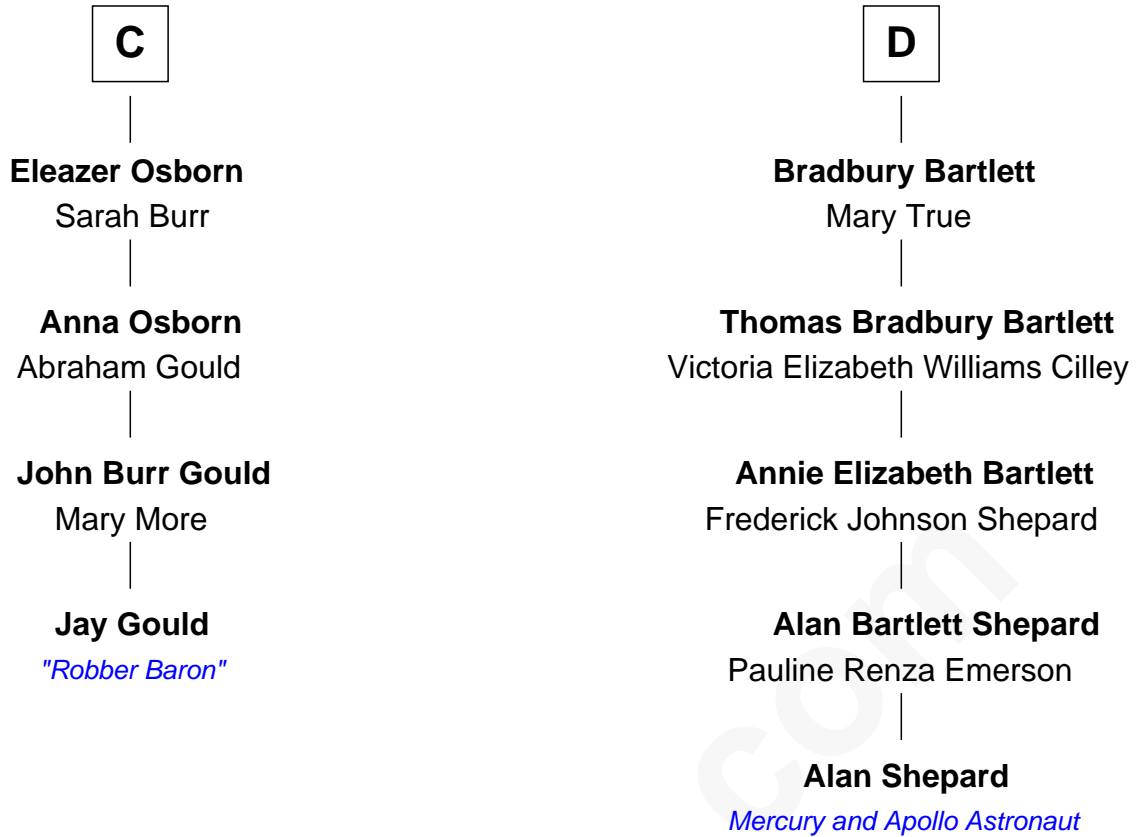 C
Eleazer Osborn
Sarah Burr
Anna Osborn
Abraham Gould
John Burr Gould
Mary More
Jay Gould
"Robber Baron"
D
Bradbury Bartlett
Mary True
Thomas Bradbury Bartlett
Victoria Elizabeth Williams Cilley
Annie Elizabeth Bartlett
Frederick Johnson Shepard
Alan Bartlett Shepard
Pauline Renza Emerson
Alan Shepard
Mercury and Apollo Astronaut
com